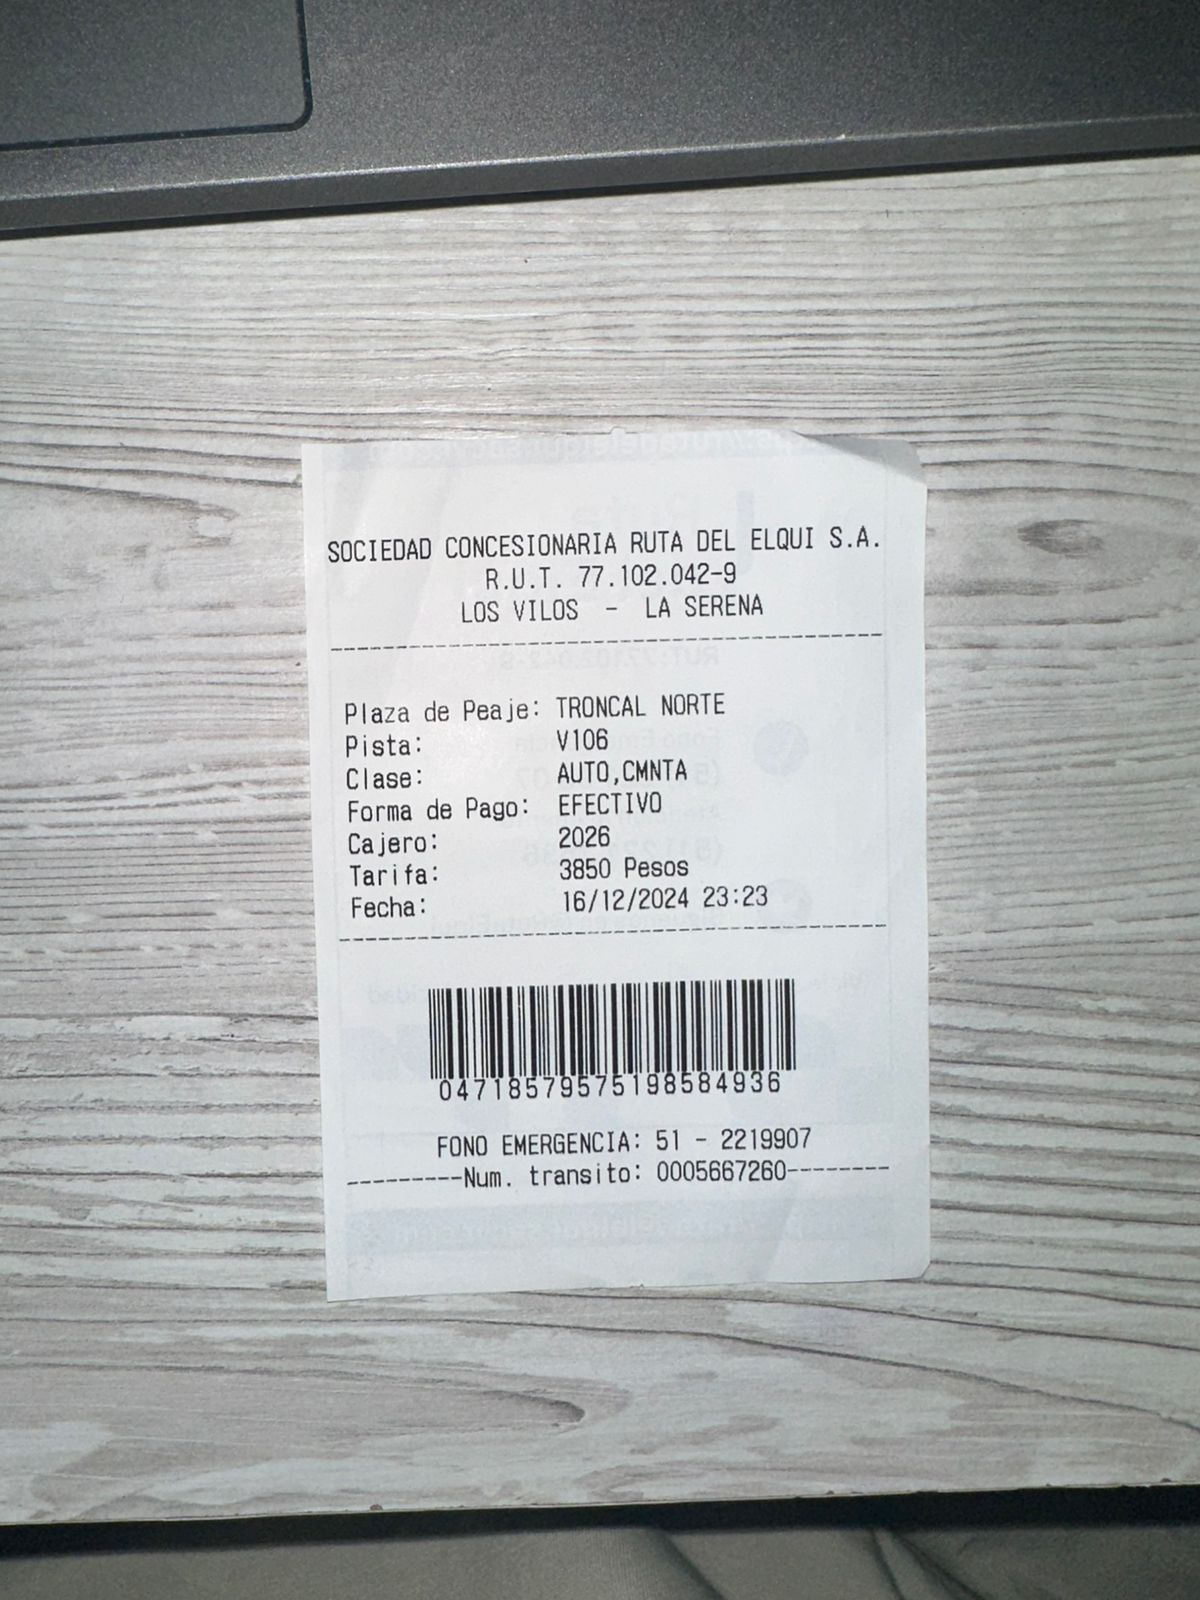 SOCIEDAD CONCESIONARIA RUTA DEL ELQUI S.A.
R.U.T. 77.102.042-9
LOS VILOS - LA SERENA
Plaza de Peaje: TRONCAL NORTE
Pista: V106
Clase: AUTO,CMNTA
Forma de Pago: EFECTIVO
Cajero: 2026
Tarifa: 3850 Pesos
Fecha: 16/12/2024 23:23
04718579575198584936
FONO EMERGENCIA: 51 - 2219907
---------Num. transito: 0005667260--------